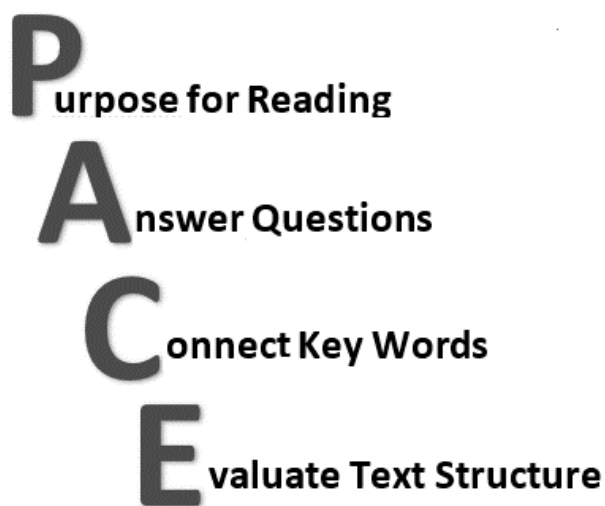 Purpose for Reading
Answer Questions
Connect Key Words
Evaluate Text Structure